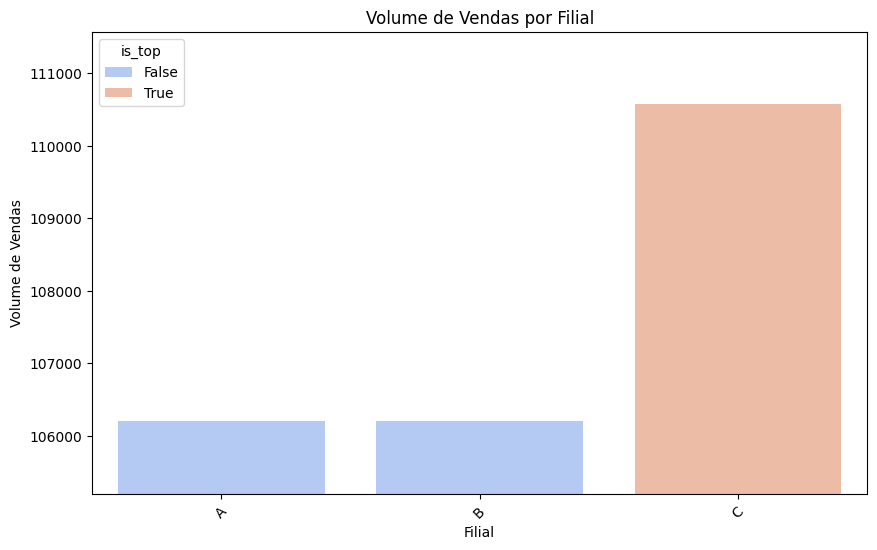 Volume de Vendas por Filial
is_top
False
True
Volume de Vendas
111000
110000
109000
108000
107000
106000
A
B
C
Filial